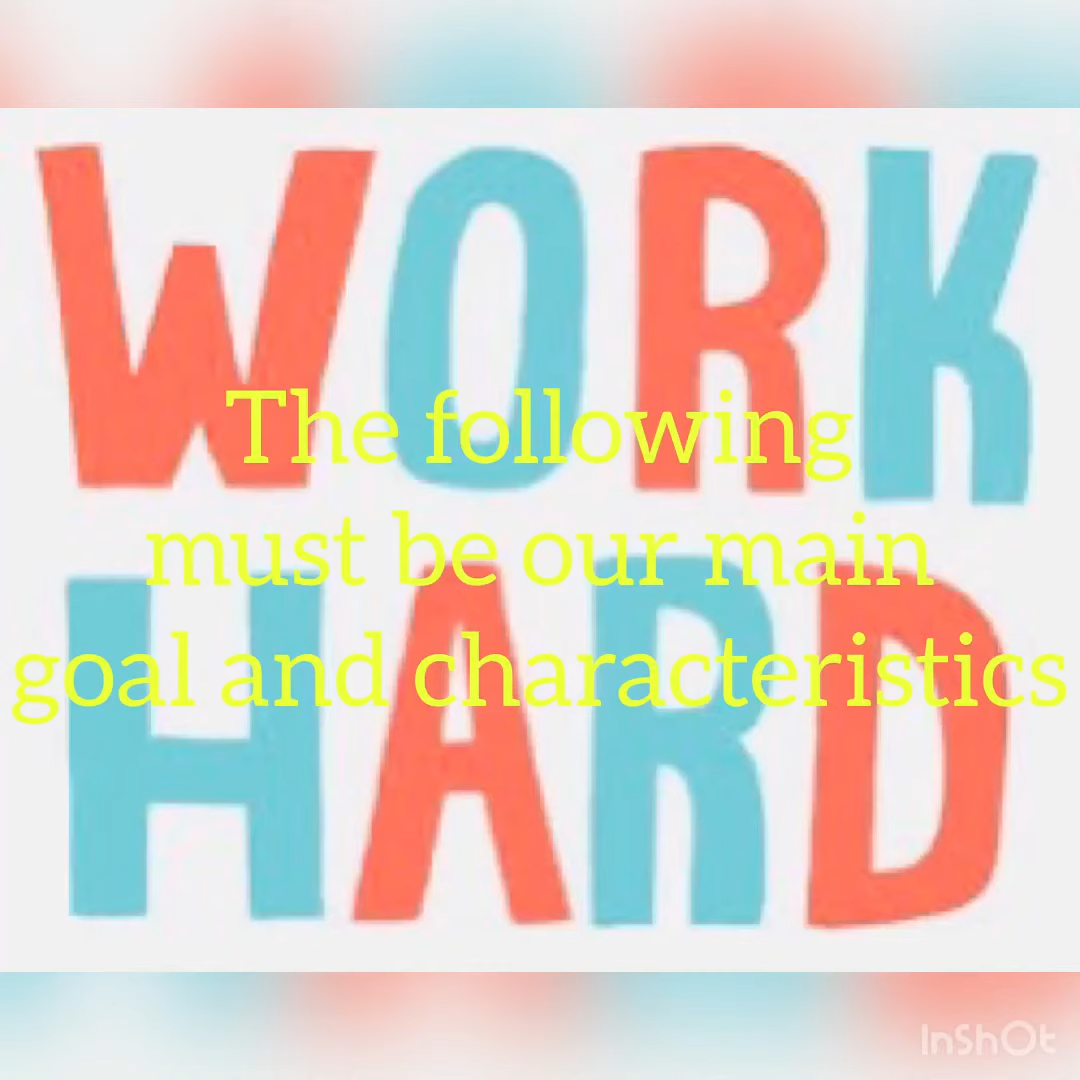 WORK
The following
must be our main
goal and characteristics
HARD
InShOt